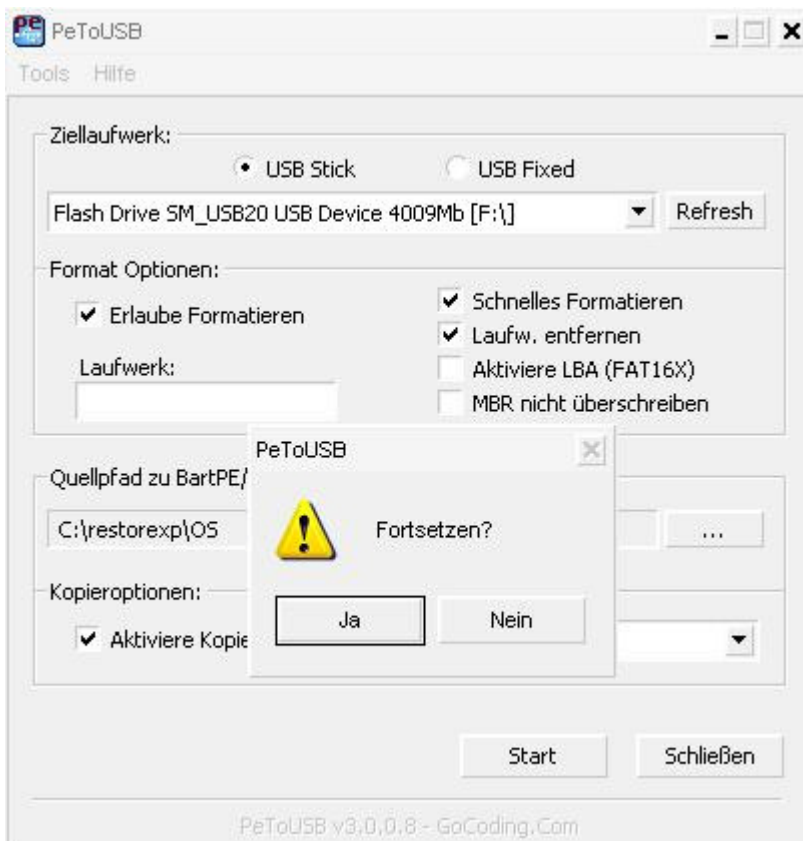 PeToUSB
Tools Hilfe
Ziellaufwerk:
USB Stick USB Fixed
Flash Drive SM_USB20 USB Device 4009Mb [F:\] Refresh
Format Optionen:
Erlaube Formatieren
Schnelles Formatieren
Laufw. entfernen
Laufwerk:
Aktiviere LBA (FAT16X)
MBR nicht überschreiben
PeToUSB
Quellpfad zu BartPE/
C:\restorexp\OS
Fortsetzen?
...
Kopieroptionen:
Ja Nein
Aktiviere Kopie
Start Schließen
PeToUSB v3.0,0.8 - GoCoding.Com